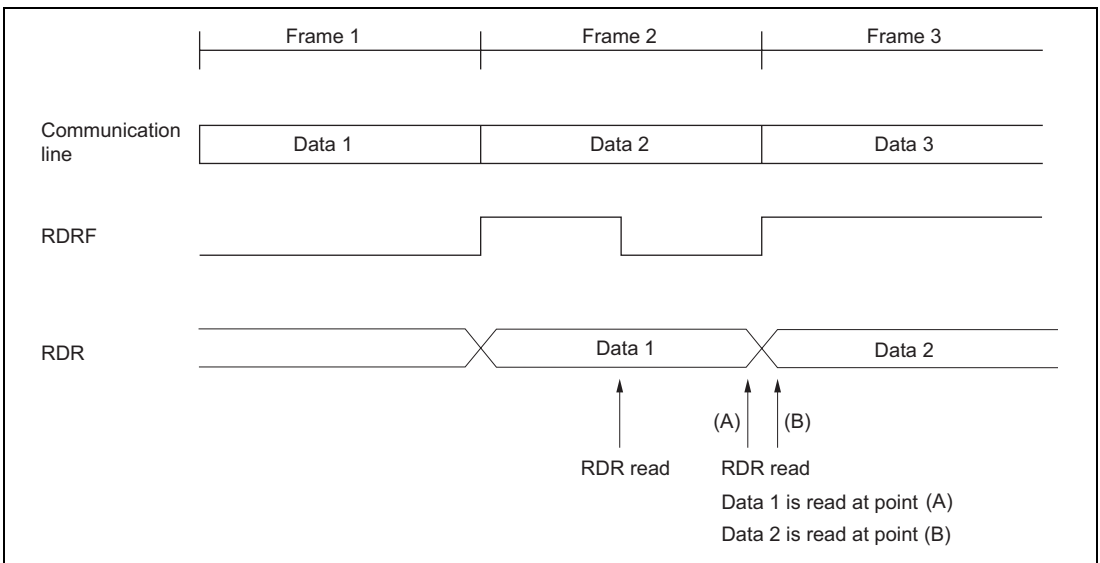 Frame 1 Frame 2 Frame 3
Communication
line
Data 1 Data 2 Data 3
RDRF
RDR
Data 1 Data 2
(A) (B)
RDR read RDR read
Data 1 is read at point (A)
Data 2 is read at point (B)